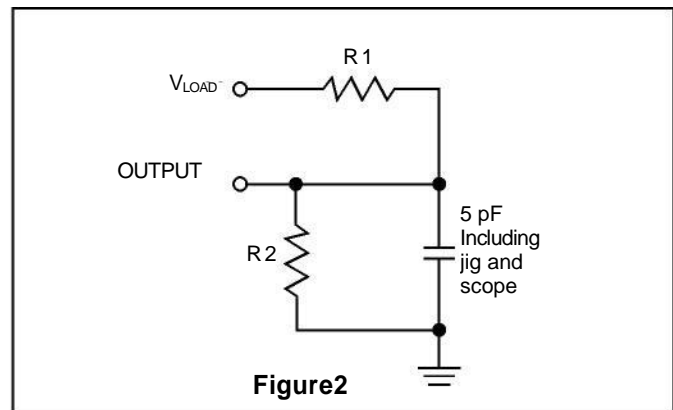 R1
VLOAD
OUTPUT
5 pF
Including
jig and
scope
R2
Figure2